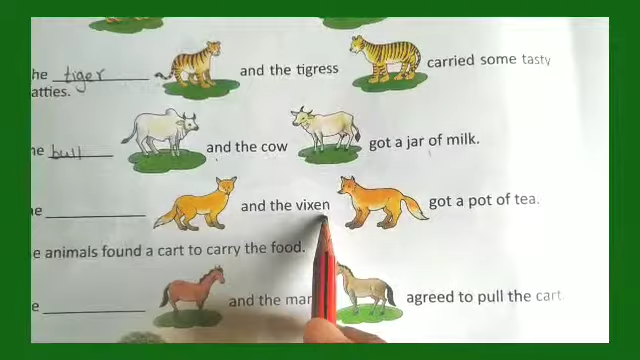 he tiger and the tigress carried some tasty
atties.
he bull and the cow got a jar of milk.
e and the vixen got a pot of tea.
e animals found a cart to carry the food.
e and the mar agreed to pull the cart.